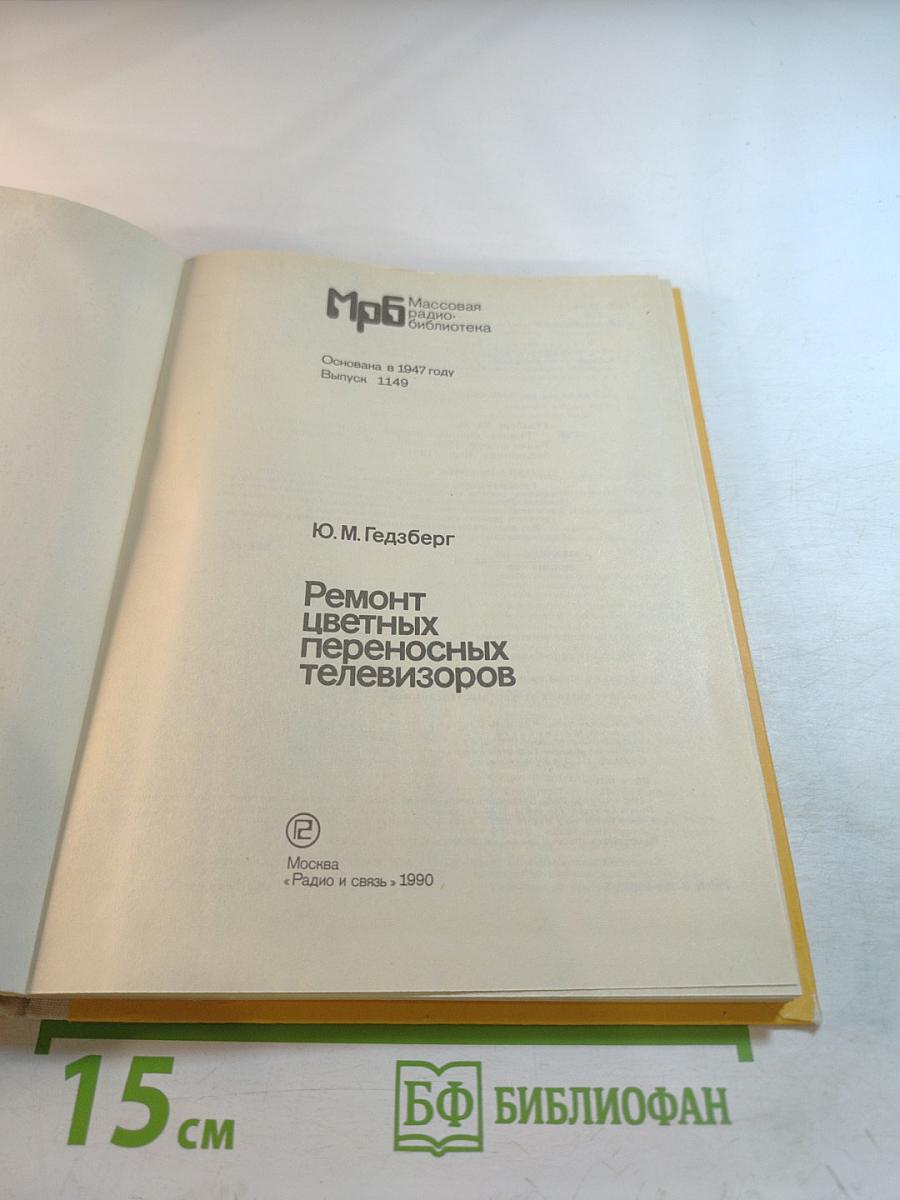 МРБ Массовая
радио-
библиотека
Основана в 1947 году
Выпуск 1149
Ю. М. Гедзберг
Ремонт
цветных
переносных
телевизоров
Москва
«Радио и связь» 1990
15 см
БФ БИБЛИОФАН